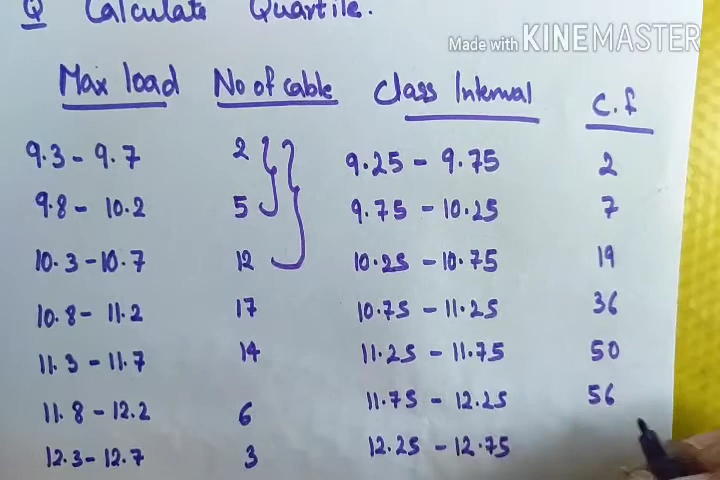 Q Calculate Quartile.
Made with KINEMASTER
Max load No of cable Class Interval C.f
9.3 - 9.7 2 9.25 - 9.75 2
9.8 - 10.2 5 9.75 - 10.25 7
10.3 - 10.7 12 10.25 - 10.75 19
10.8 - 11.2 17 10.75 - 11.25 36
11.3 - 11.7 14 11.25 - 11.75 50
11.8 - 12.2 6 11.75 - 12.25 56
12.3 - 12.7 3 12.25 - 12.75